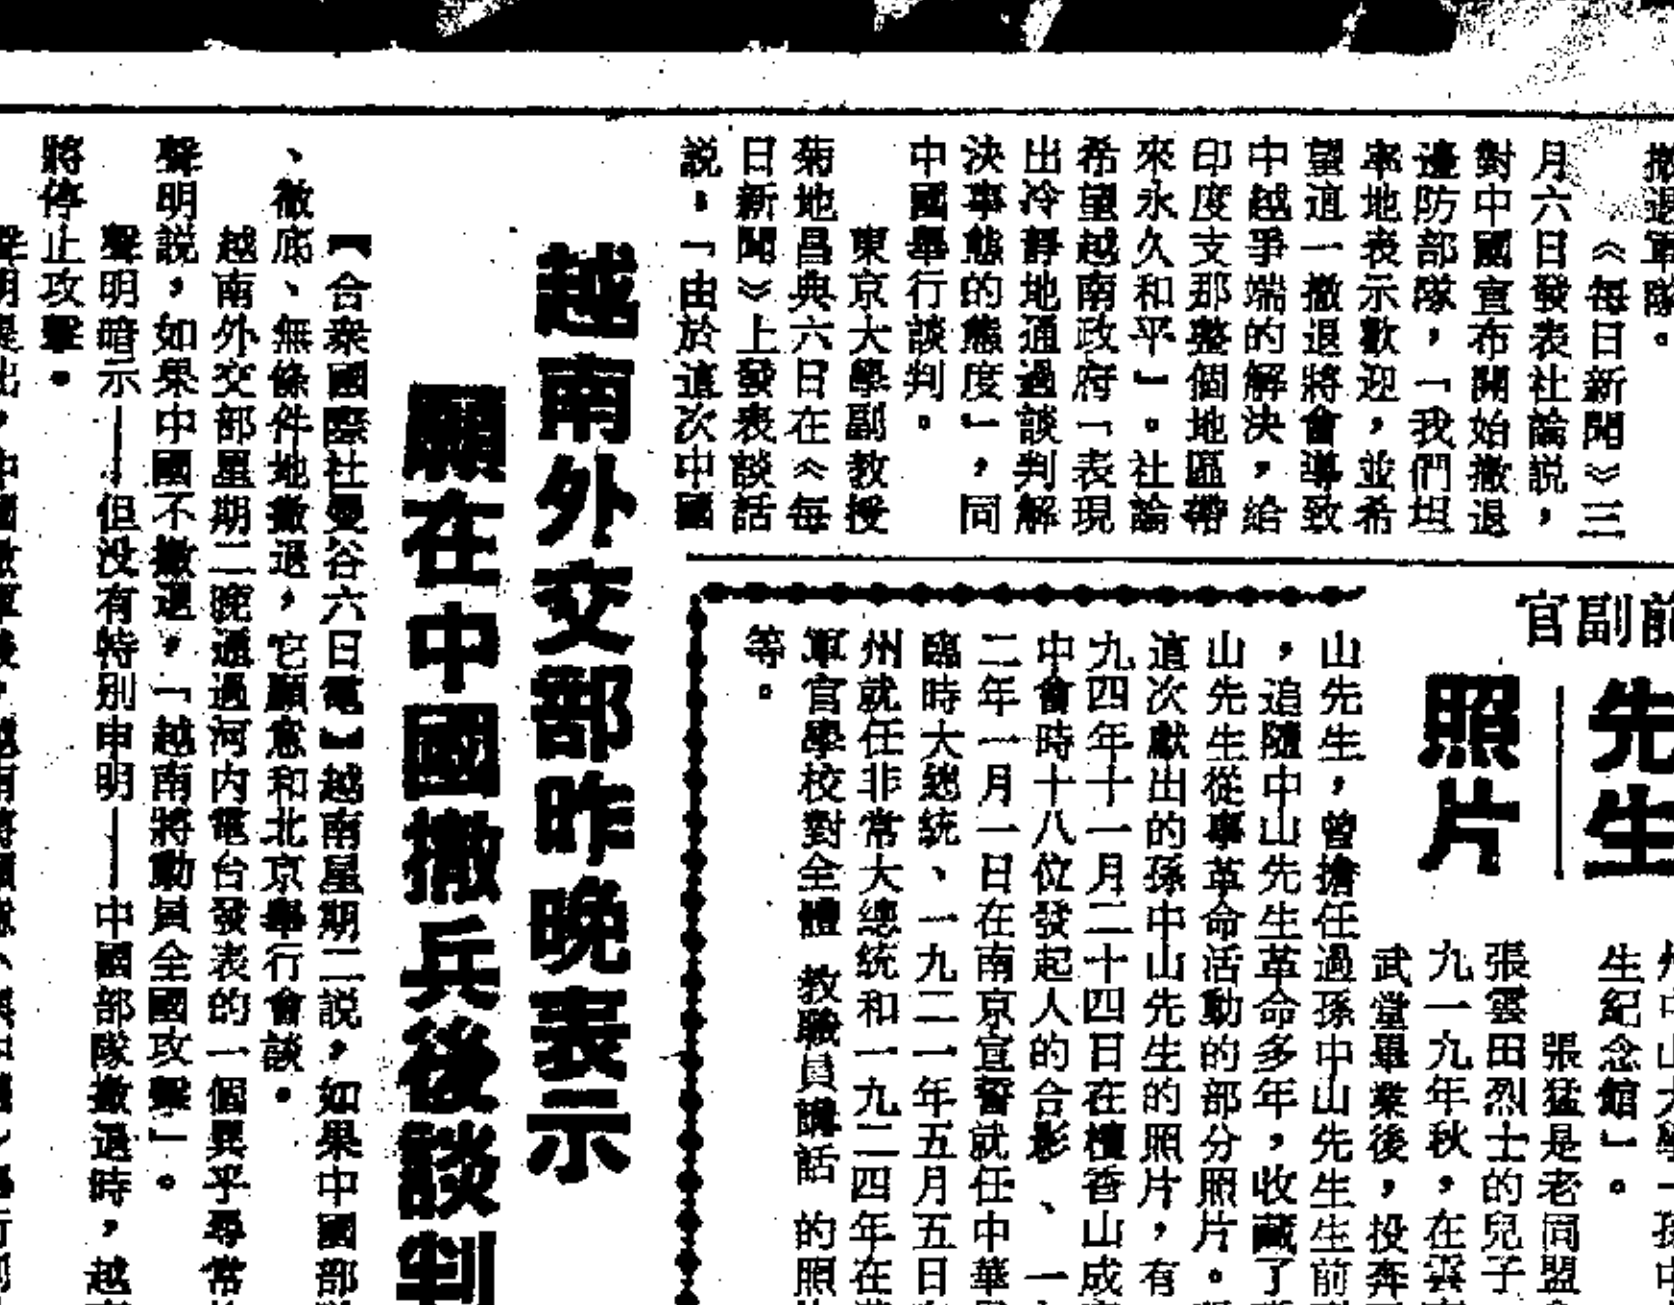 撤退軍隊。
《每日新聞》三
月六日發表社論説，
對中國宣布開始撤退
邊防部隊，「我們坦
率地表示歡迎，並希
望這一撤退將會導致
中越爭端的解決，給
印度支那整個地區帶
來永久和平」。社論
希望越南政府「表現
出冷靜地通過談判解
決事態的態度」，同
中國舉行談判。
東京大學副教授
菊地昌典六日在《每
日新聞》上發表談話
説：「由於這次中國
越南外交部昨晚表示
願在中國撤兵後談判
【合衆國際社曼谷六日電】越南星期二説，如果中國部
、徹底、無條件地撤退，它願意和北京舉行會談。
越南外交部星期二晚通過河内電台發表的一個異乎尋常
聲明説，如果中國不撤退，「越南將動員全國攻擊」。
聲明暗示——但没有特別申明——中國部隊撤退時，越
將停止攻擊。
官副前
先生
照片
生紀念館」。
張猛是老同盟
張雲田烈士的兒子
九一九年秋，在雲
武堂畢業後，投奔
山先生，曾擔任過孫中山先生生前
，追隨中山先生革命多年，收藏了
山先生從事革命活動的部分照片。
這次獻出的孫中山先生的照片，有
九四年十一月二十四日在檀香山成
中會時十八位發起人的合影、一
二年一月一日在南京宣誓就任中華
臨時大總統、一九二一年五月五日
州就任非常大總統和一九二四年在
軍官學校對全體 教職員講話 的照
等。